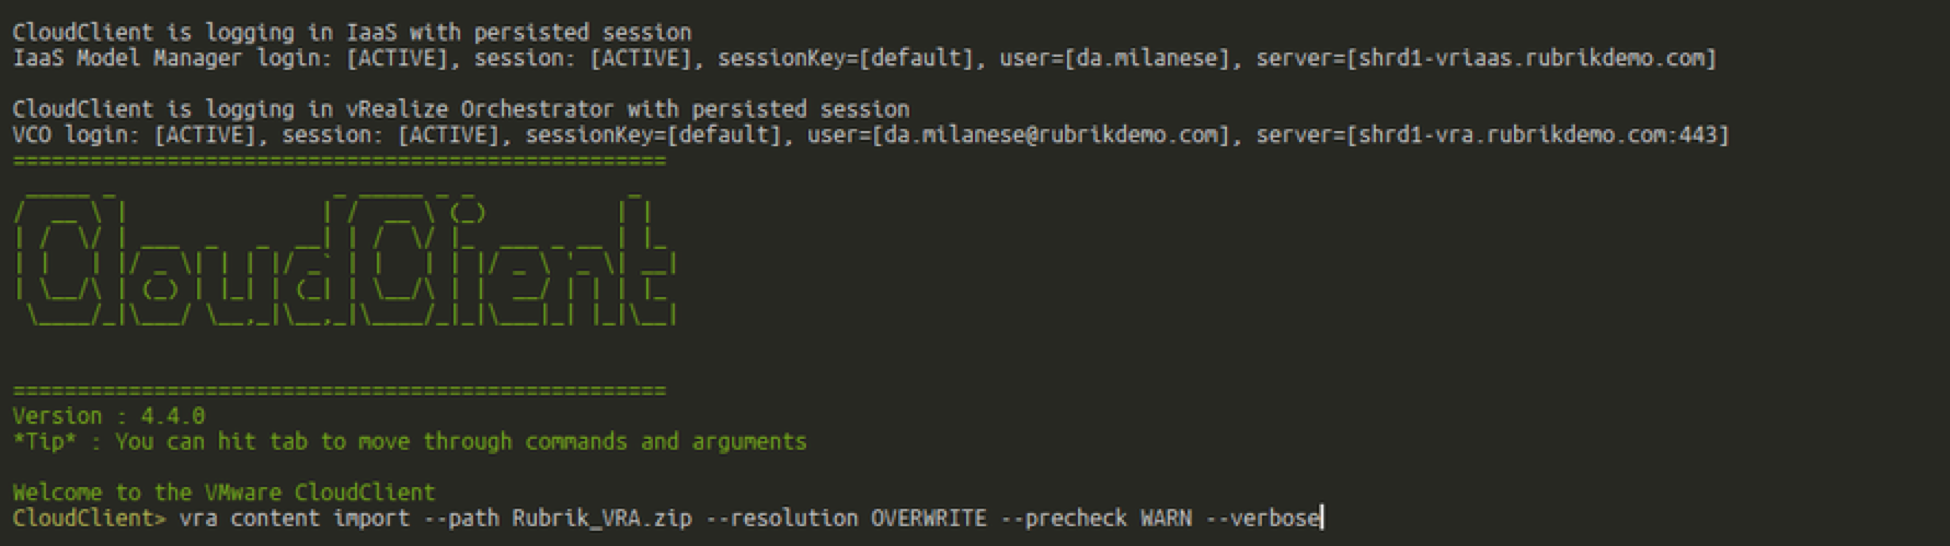 CloudClient is logging in IaaS with persisted session
IaaS Model Manager login: [ACTIVE], session: [ACTIVE], sessionKey=[default], user=[da.milanese], server=[shrd1-vriaas.rubrikdemo.com]
CloudClient is logging in vRealize Orchestrator with persisted session
VCO login: [ACTIVE], session: [ACTIVE], sessionKey=[default], user=[da.milanese@rubrikdemo.com], server=[shrd1-vra.rubrikdemo.com:443]
===================================================
CloudClient
===================================================
Version : 4.4.0
*Tip* : You can hit tab to move through commands and arguments
Welcome to the VMware CloudClient
CloudClient> vra content import --path Rubrik_VRA.zip --resolution OVERWRITE --precheck WARN --verbose